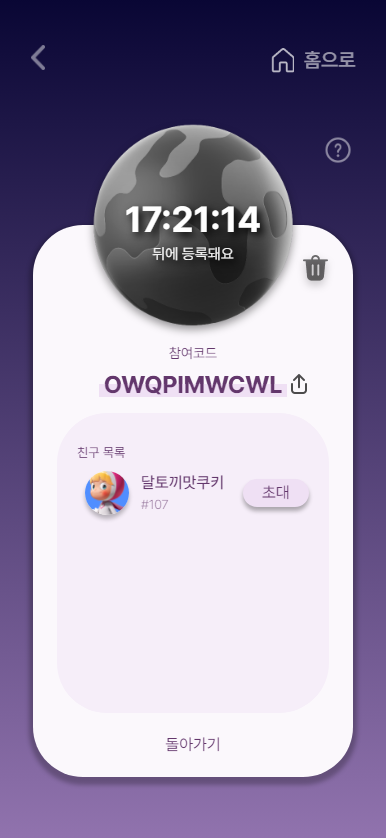 홈으로
17:21:14
뒤에 등록돼요
참여코드
OWQPIMWCWL
친구 목록
달토끼맛쿠키
#107
초대
돌아가기